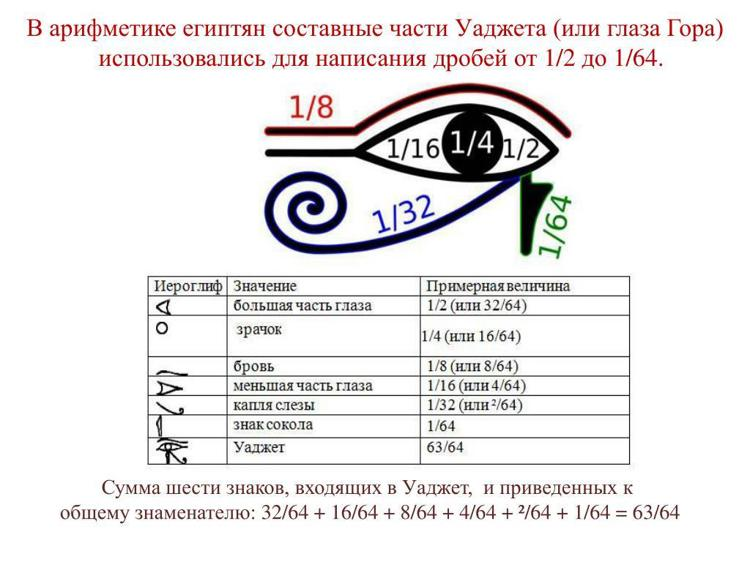 В арифметике египтян составные части Уаджета (или глаза Гора)
использовались для написания дробей от 1/2 до 1/64.
1/8
1/16 1/4 1/2
1/32
1/64
Иероглиф Значение Примерная величина
большая часть глаза 1/2 (или 32/64)
зрачок 1/4 (или 16/64)
бровь 1/8 (или 8/64)
меньшая часть глаза 1/16 (или 4/64)
капля слезы 1/32 (или ²/64)
знак сокола 1/64
Уаджет 63/64
Сумма шести знаков, входящих в Уаджет, и приведенных к
общему знаменателю: 32/64 + 16/64 + 8/64 + 4/64 + ²/64 + 1/64 = 63/64